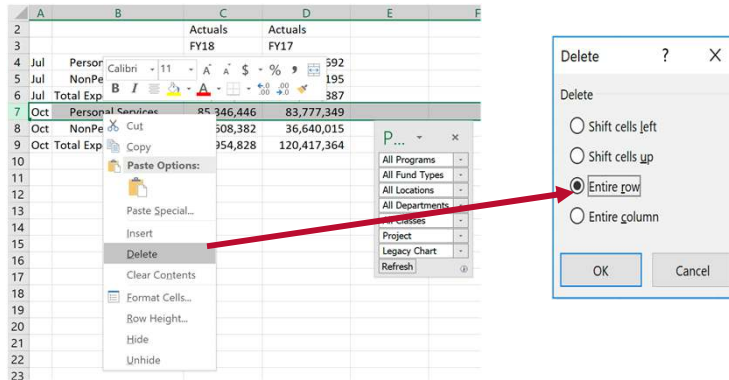 A B C D E F
2 Actuals Actuals
3 FY18 FY17
4 Jul Person 592
5 Jul NonPe 195
6 Jul Total Exp 387
7 Oct Personal Services 85,346,446 83,777,349
8 Oct NonPe 508,382 36,640,015
9 Oct Total Exp 954,828 120,417,364
10
11
12
13
14
15
16
17
18
19
20
21
22
23
Calibri 11 A A $ % ,
B I A .00
Cut
Copy
Paste Options:
Paste Special...
Insert
Delete
Clear Contents
Format Cells...
Row Height...
Hide
Unhide
P...
All Programs
All Fund Types
All Locations
All Departments
All Classes
Project
Legacy Chart
Refresh
Delete ? X
Delete
Shift cells left
Shift cells up
Entire row
Entire column
OK Cancel